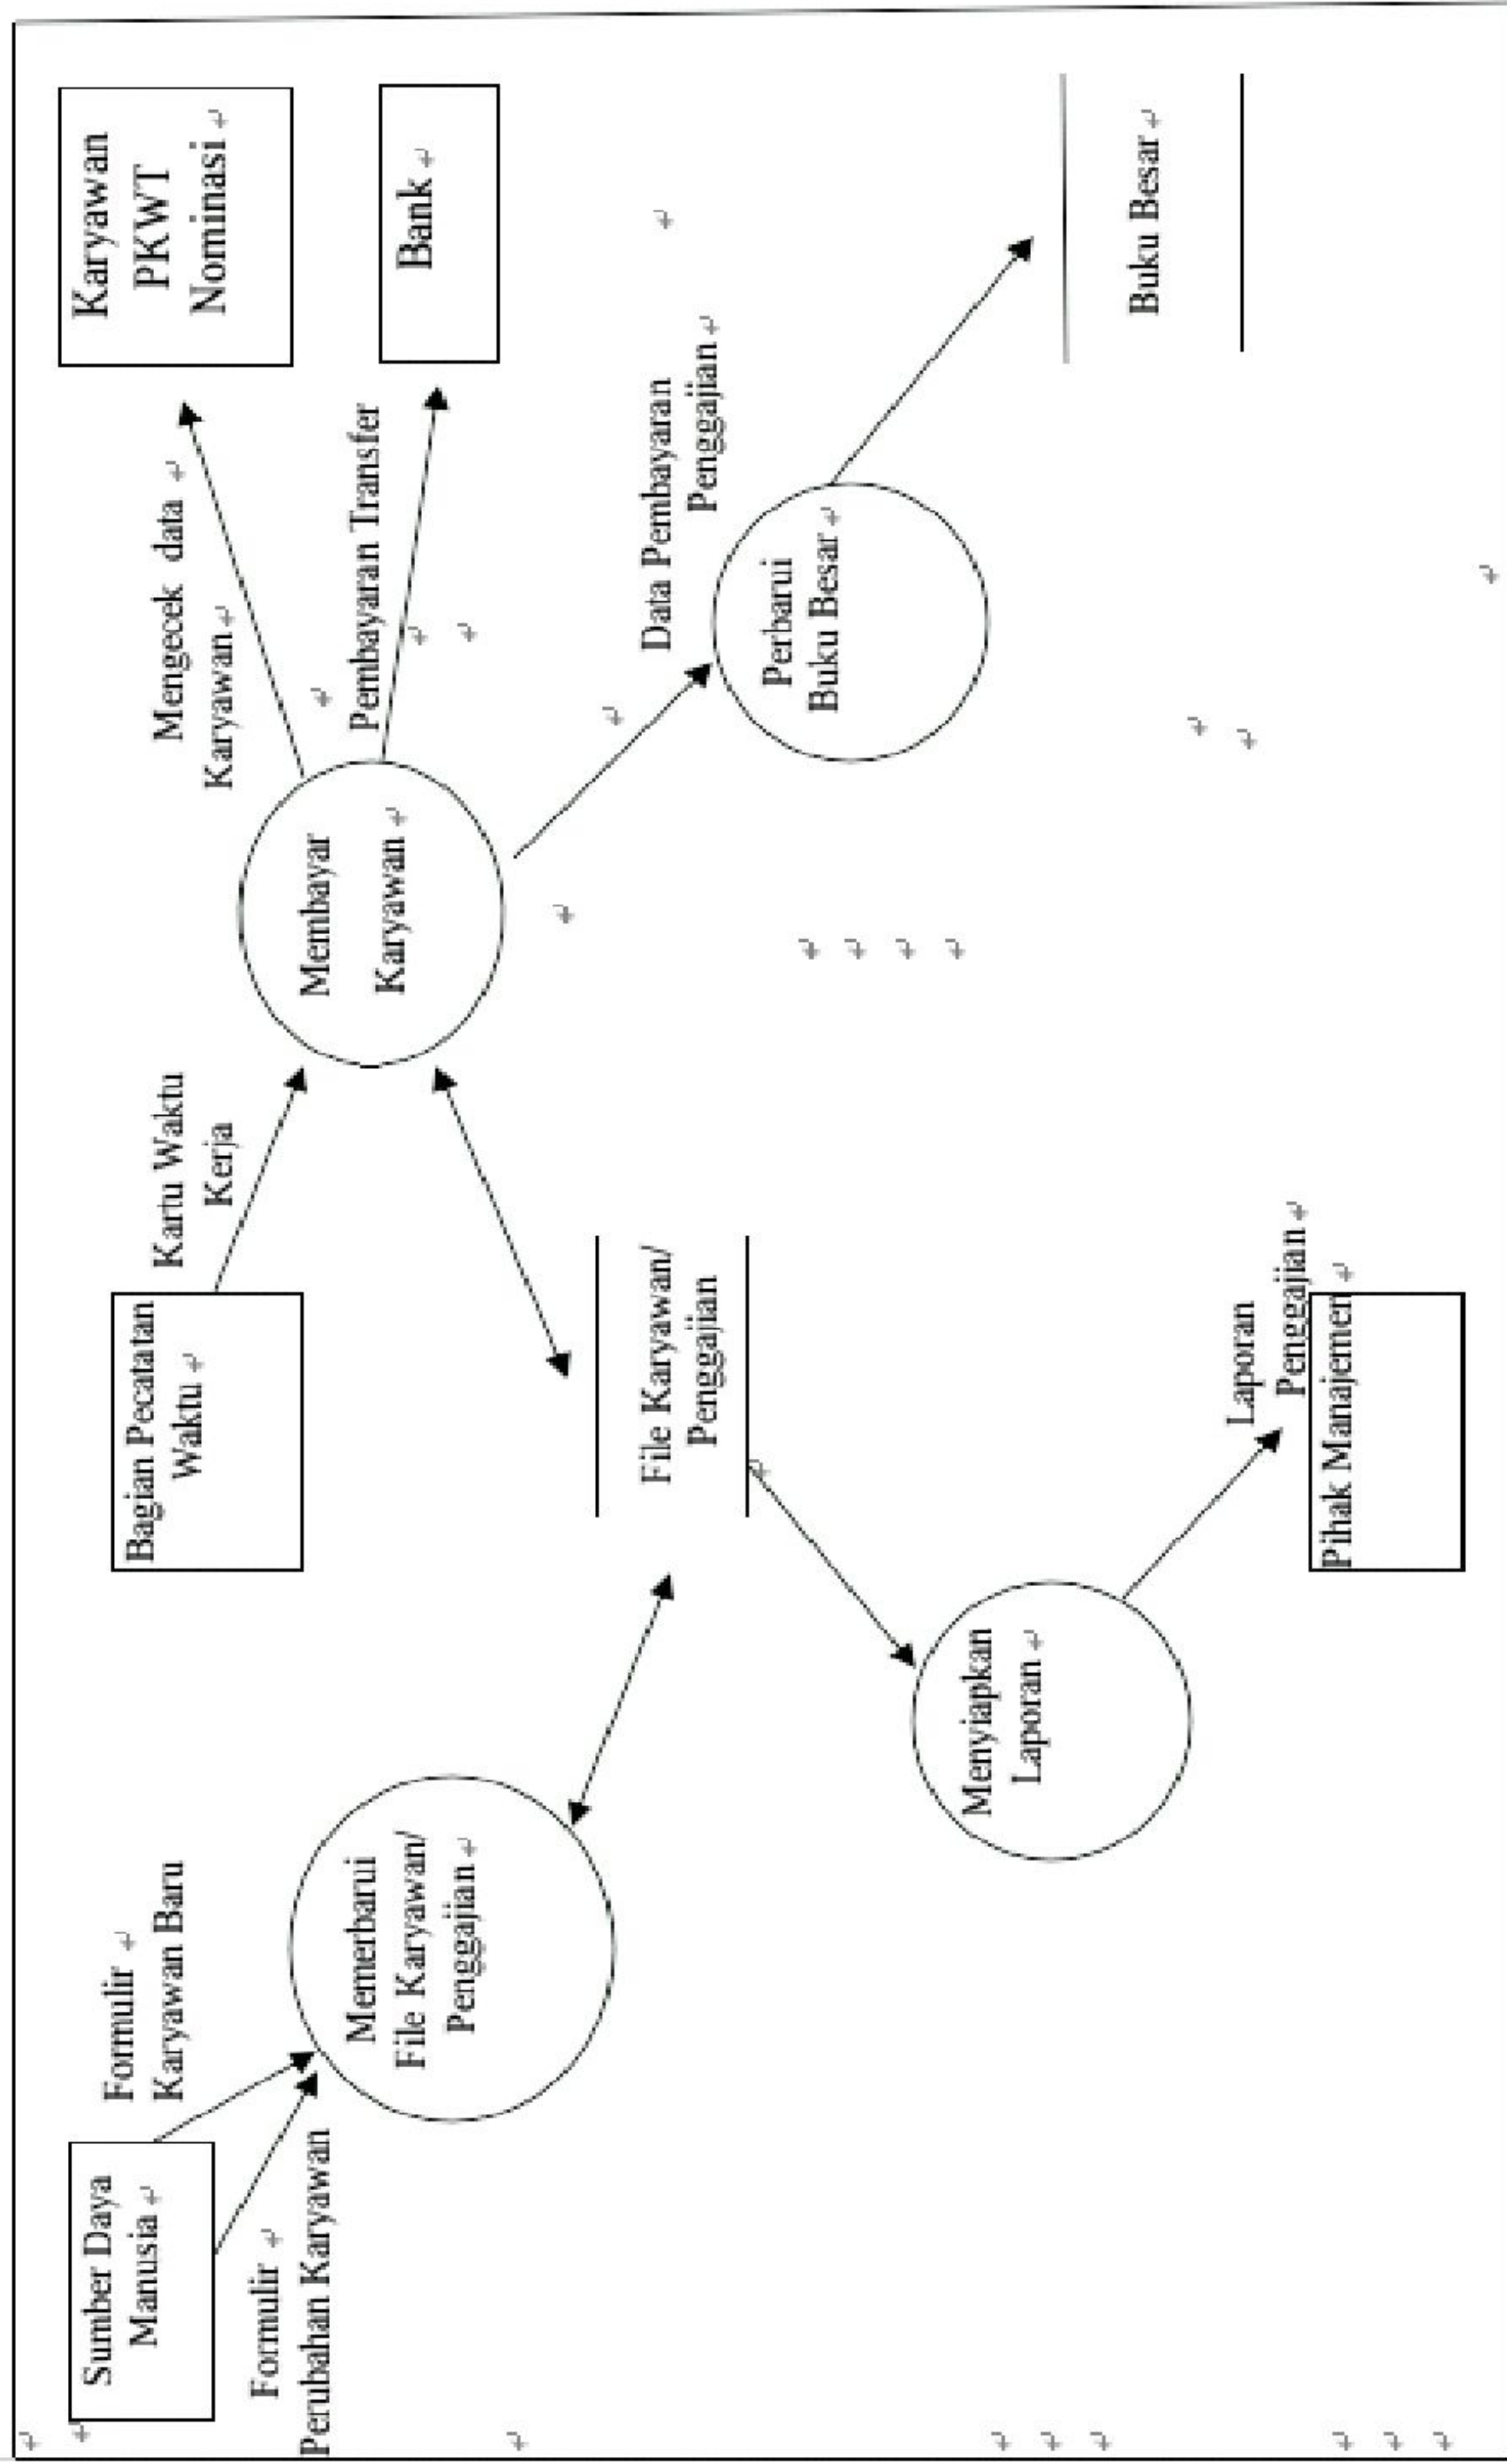 Sumber Daya
Manusia
Formulir
Karyawan Baru
Formulir
Perubahan Karyawan
Memerbarui
File Karyawan/
Penggajian
Bagian Pecatatan
Waktu
Kartu Waktu
Kerja
Membayar
Karyawan
Mengecek data
Karyawan
Karyawan
PKWT
Nominasi
Pembayaran Transfer
Bank
File Karyawan/
Penggajian
Data Pembayaran
Penggajian
Perbarui
Buku Besar
Buku Besar
Menyiapkan
Laporan
Laporan
Penggajian
Pihak Manajemen